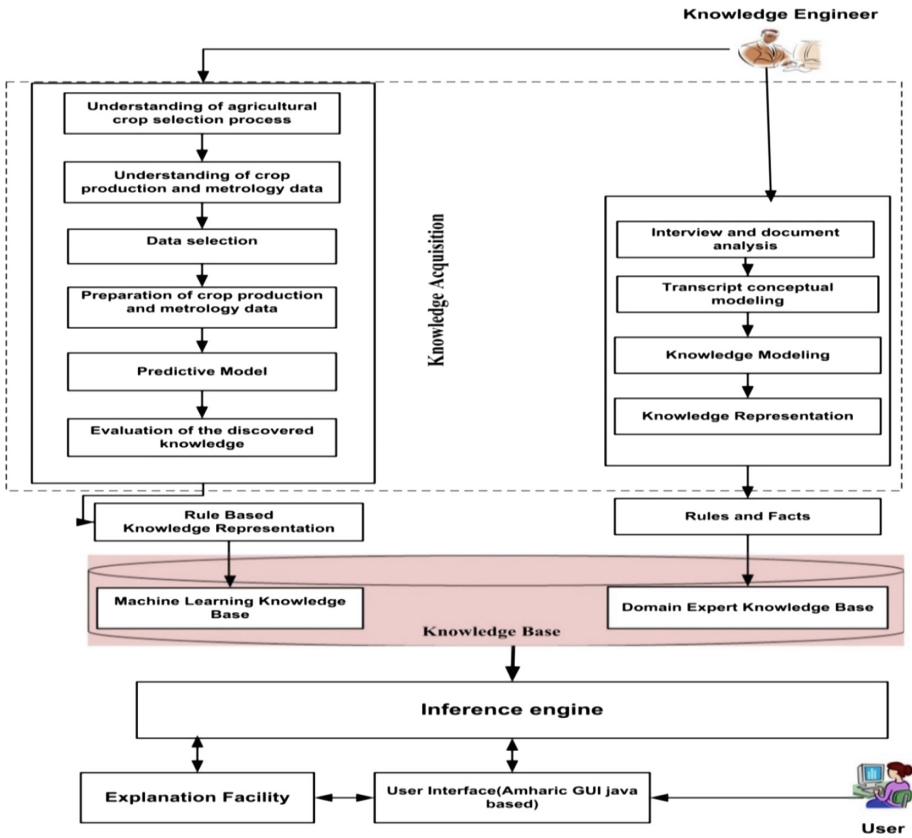 Knowledge Engineer
Understanding of agricultural
crop selection process
Understanding of crop
production and metrology data
Data selection
Preparation of crop production
and metrology data
Predictive Model
Evaluation of the discovered
knowledge
Knowledge Acquisition
Interview and document
analysis
Transcript conceptual
modeling
Knowledge Modeling
Knowledge Representation
Rule Based
Knowledge Representation
Rules and Facts
Machine Learning Knowledge
Base
Domain Expert Knowledge Base
Knowledge Base
Inference engine
Explanation Facility
User Interface(Amharic GUI java
based)
User